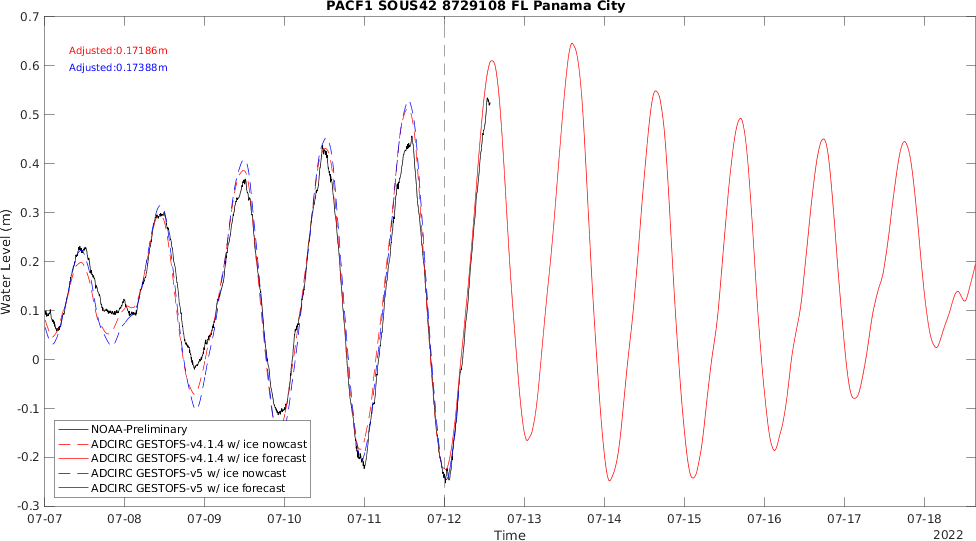 PACF1 SOUS42 8729108 FL Panama City
Adjusted:0.17186m
Adjusted:0.17388m
0.7
0.6
0.5
0.4
0.3
0.2
0.1
0
-0.1
-0.2
-0.3
Water Level (m)
NOAA-Preliminary
ADCIRC GESTOFS-v4.1.4 w/ ice nowcast
ADCIRC GESTOFS-v4.1.4 w/ ice forecast
ADCIRC GESTOFS-v5 w/ ice nowcast
ADCIRC GESTOFS-v5 w/ ice forecast
07-07 07-08 07-09 07-10 07-11 07-12 07-13 07-14 07-15 07-16 07-17 07-18
Time
2022